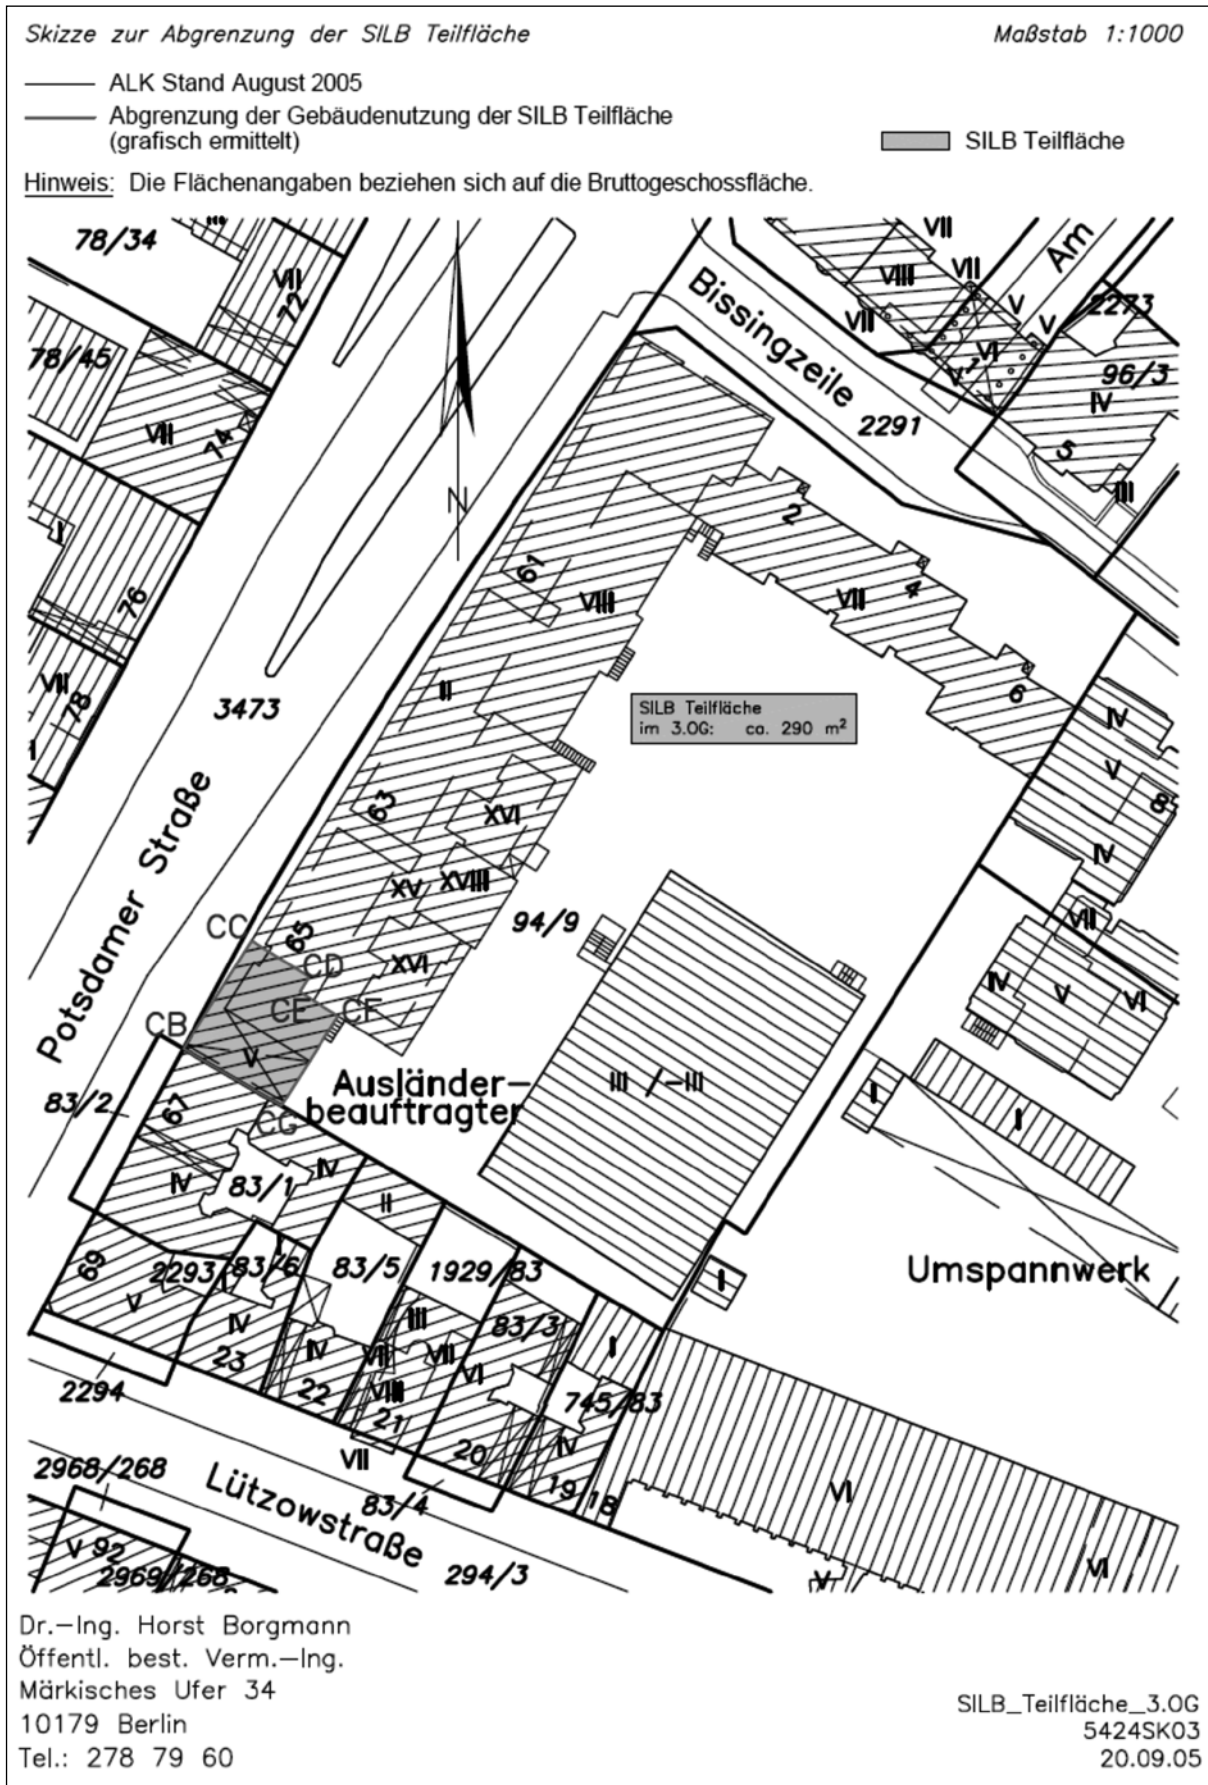 Skizze zur Abgrenzung der SILB Teilfläche
Maßstab 1:1000
ALK Stand August 2005
Abgrenzung der Gebäudenutzung der SILB Teilfläche
(grafisch ermittelt)
SILB Teilfläche
Hinweis: Die Flächenangaben beziehen sich auf die Bruttogeschossfläche.
78/34
VII
72
III
VII
VIII
VII
VII
Am
V
V
2273
VI
96/3
IV
5
III
Bissingzeile
2291
78/45
VII
74
N
I
76
VII
78
I
61
VIII
II
2
4
VII
6
3473
SILB Teilfläche
im 3.OG: ca. 290 m²
IV
V
8
IV
VII
IV
V
VI
Potsdamer Straße
63
XVI
XV
XVIII
65
XVI
94/9
CC
CD
CE
CF
CB
V
CG
Ausländer-
beauftragter
III
/-III
I
I
83/2
67
IV
83/1
IV
II
69
V
2293
83/6
I
83/5
1929/83
I
Umspannwerk
IV
23
IV
22
III
VII
VII
VIII
21
83/3
VI
20
I
745/83
IV
19
18
2294
VII
83/4
VI
VI
V
2968/268
Lützowstraße
294/3
V 92
2969/268
Dr.-Ing. Horst Borgmann
Öffentl. best. Verm.-Ing.
Märkisches Ufer 34
10179 Berlin
Tel.: 278 79 60
SILB_Teilfläche_3.OG
5424SK03
20.09.05